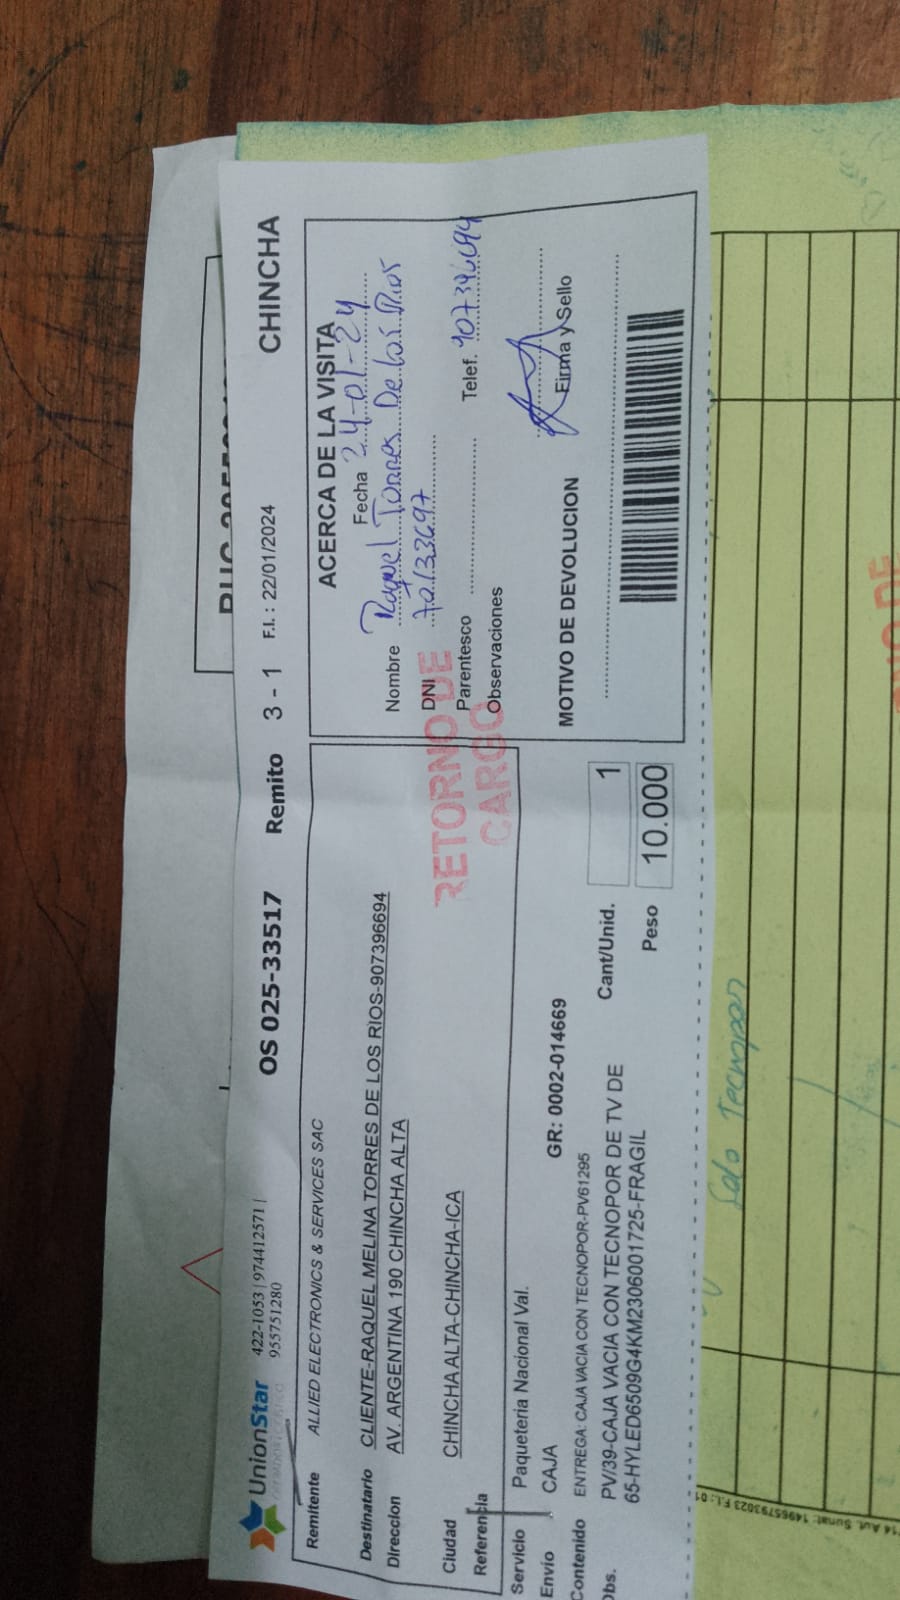 UnionStar
422-1053 | 974412571 |
955751280
OS 025-33517 Remito 3 - 1 F.I.: 22/01/2024 CHINCHA
Remitente ALLIED ELECTRONICS & SERVICES SAC
Destinatario CLIENTE-RAQUEL MELINA TORRES DE LOS RIOS-907396694
Direccion AV. ARGENTINA 190 CHINCHA ALTA
Ciudad CHINCHA ALTA-CHINCHA-ICA
Referencia
Servicio Paqueteria Nacional Val.
Envio CAJA GR: 0002-014669
Contenido ENTREGA: CAJA VACIA CON TECNOPOR-PV61295
Obs. PV/39-CAJA VACIA CON TECNOPOR DE TV DE
65-HYLED6509G4KM2306001725-FRAGIL
Cant/Unid. 1
Peso 10.000
RETORNO DE
CARGO
ACERCA DE LA VISITA
Fecha 24-01-24
Nombre Raquel Torres De los Rios
DNI 72133697
Parentesco Telef. 907396694
Observaciones
Firma y Sello
MOTIVO DE DEVOLUCION
Solo Tecnopor